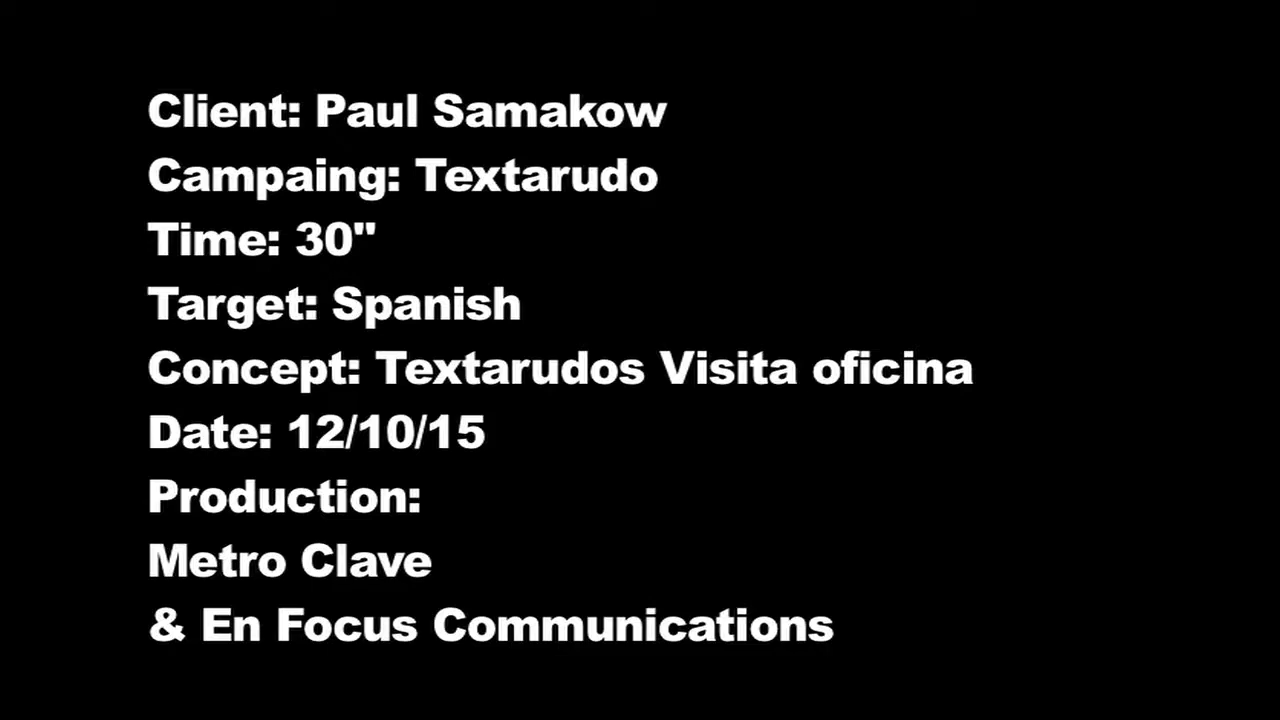 Client: Paul Samakow
Campaing: Textarudo
Time: 30"
Target: Spanish
Concept: Textarudos Visita oficina
Date: 12/10/15
Production:
Metro Clave
& En Focus Communications